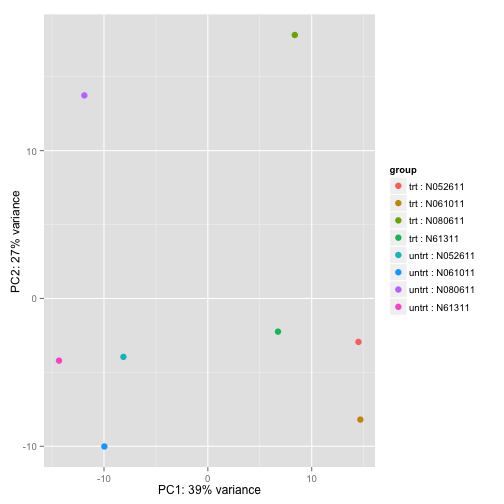 PC2: 27% variance
10
0
-10
-10
0
10
PC1: 39% variance
group
trt : N052611
trt : N061011
trt : N080611
trt : N61311
untrt : N052611
untrt : N061011
untrt : N080611
untrt : N61311